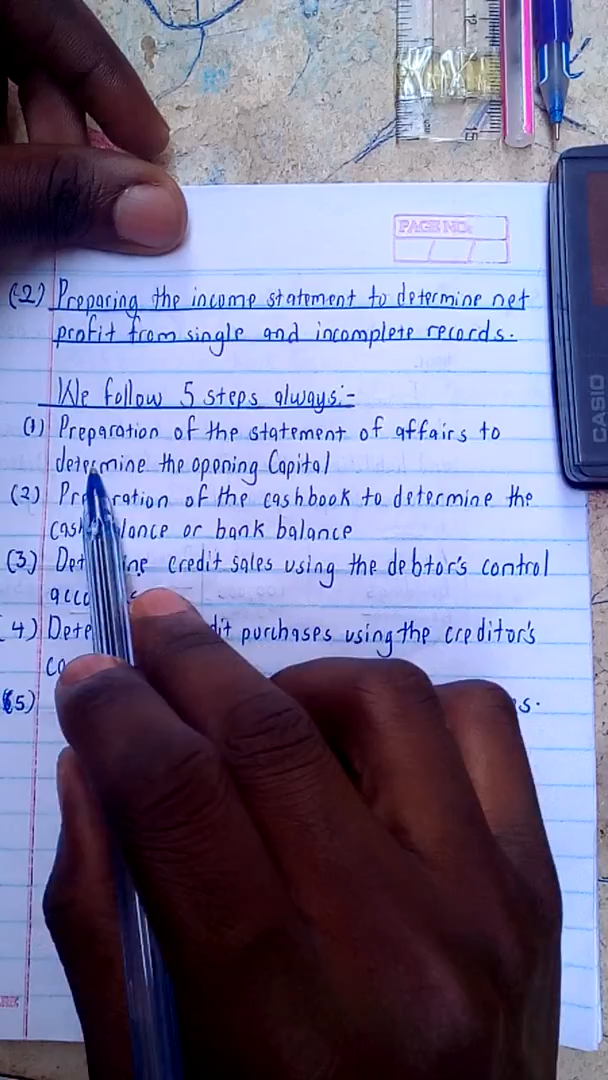 PAGE NO:
(2) Preparing the income statement to determine net
profit from single and incomplete records.
We follow 5 steps always:-
(1) Preparation of the statement of affairs to
determine the opening Capital
(2) of the cashbook to determine the
or bank balance
(3) credit sales using the debtor's control
4) purchases using the creditor's
(5)
CASIO
12
15